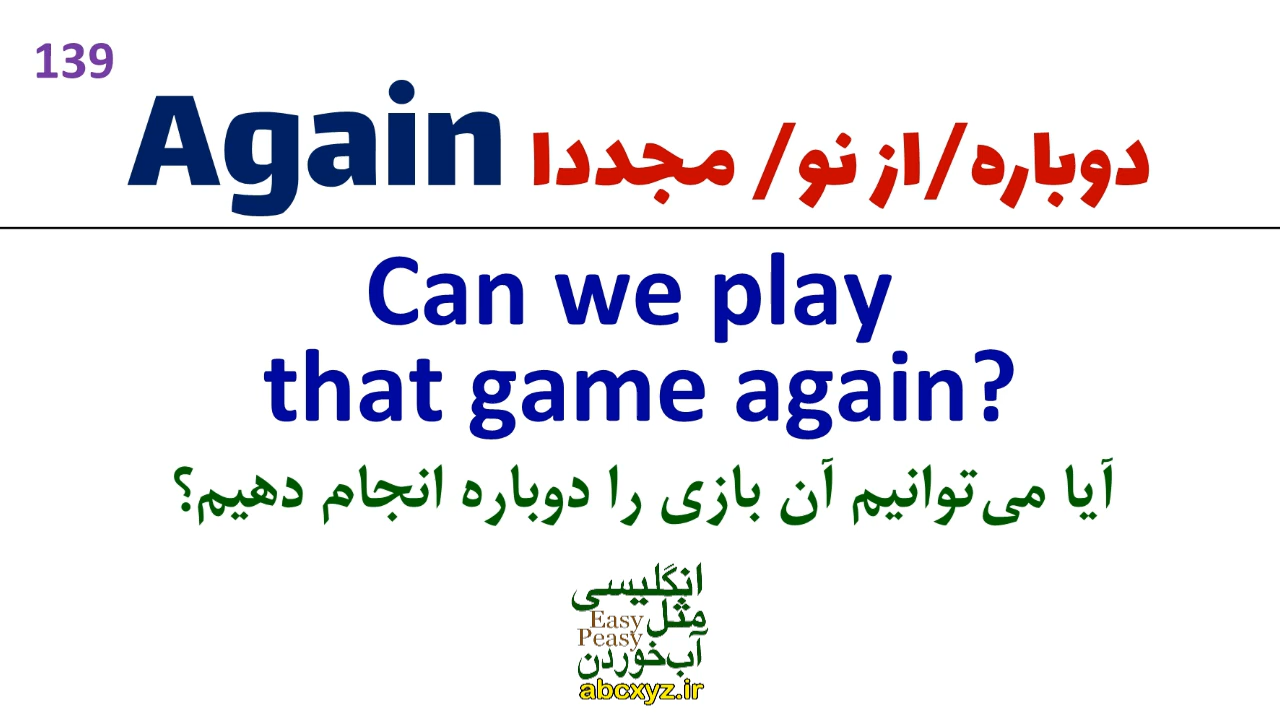 139
Again دوباره/از نو/ مجددا
Can we play
that game again?
آیا می‌توانیم آن بازی را دوباره انجام دهیم؟
انگلیسی
مثل
Easy
Peasy
آب‌خوردن
abcxyz.ir